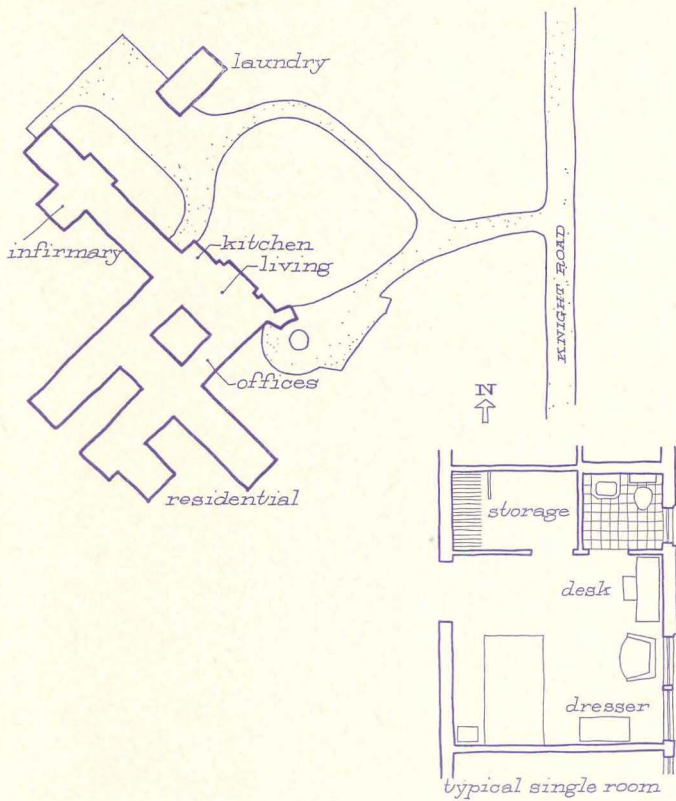 laundry
infirmary
kitchen
living
offices
residential
KNIGHT ROAD
N
storage
desk
dresser
typical single room